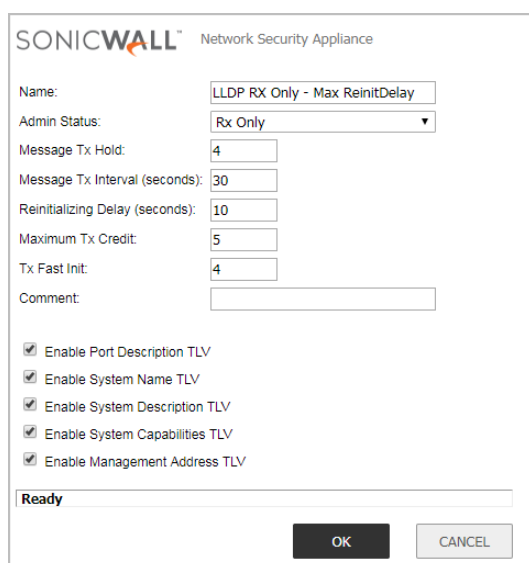 SONICWALL™ Network Security Appliance
Name: LLDP RX Only - Max ReinitDelay
Admin Status: Rx Only
Message Tx Hold: 4
Message Tx Interval (seconds): 30
Reinitializing Delay (seconds): 10
Maximum Tx Credit: 5
Tx Fast Init: 4
Comment:
Enable Port Description TLV
Enable System Name TLV
Enable System Description TLV
Enable System Capabilities TLV
Enable Management Address TLV
Ready
OK CANCEL